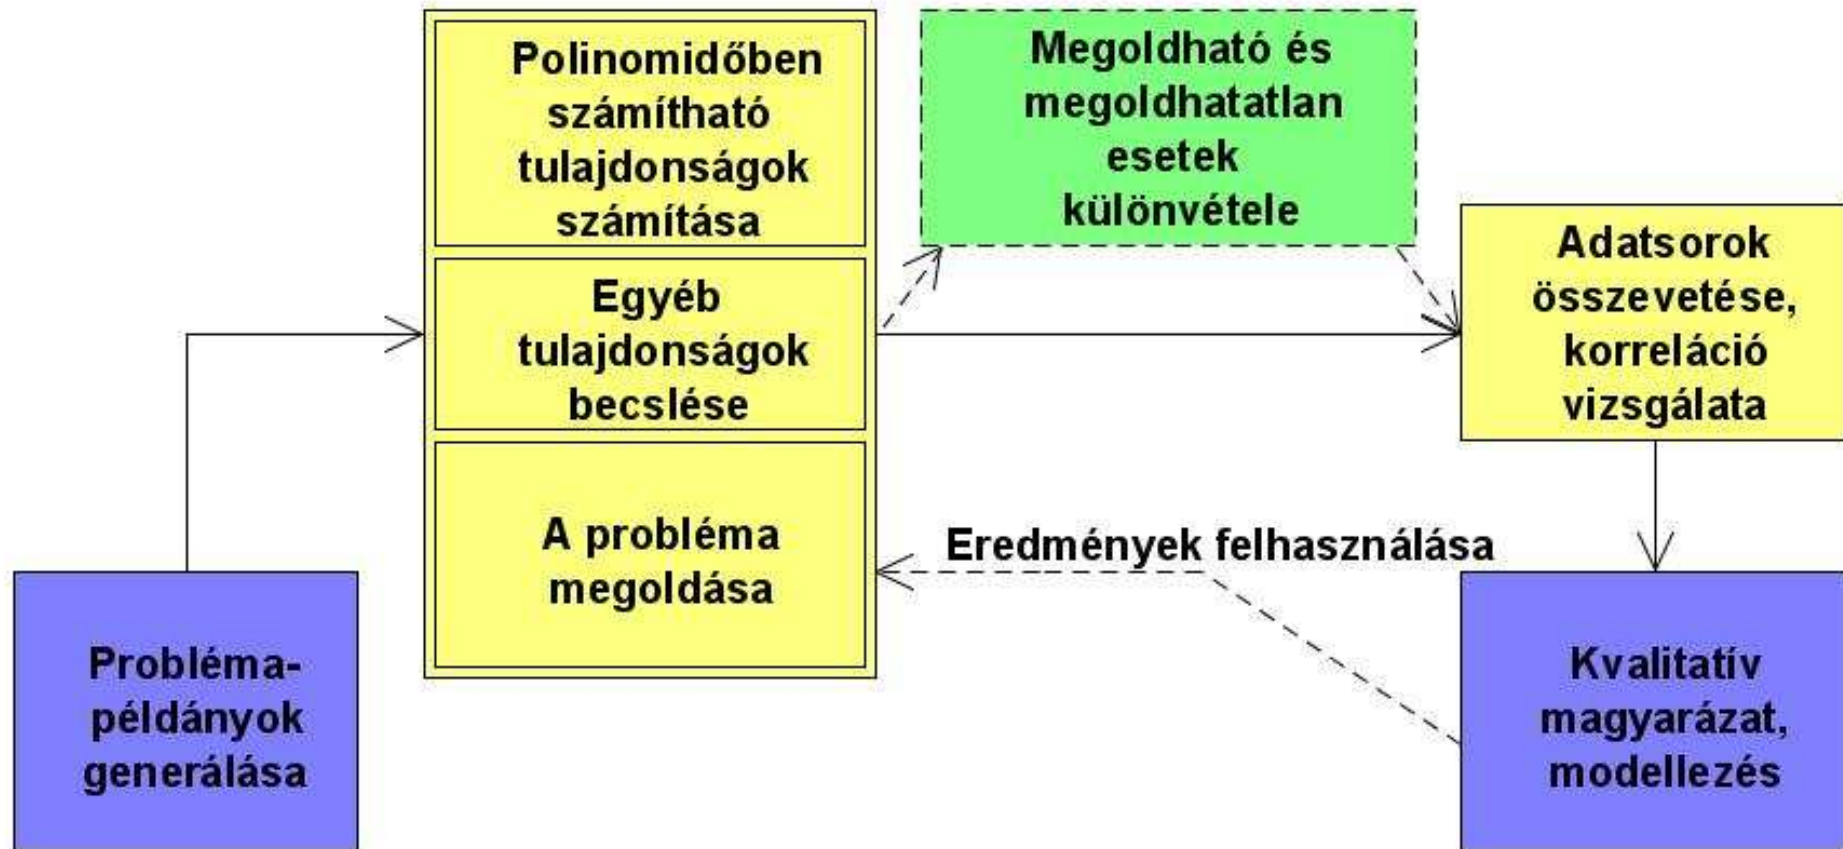 Polinomidőben
számítható
tulajdonságok
számítása
Egyéb
tulajdonságok
becslése
A probléma
megoldása
Megoldható és
megoldhatatlan
esetek
különvétele
Adatsorok
összevetése,
korreláció
vizsgálata
Eredmények felhasználása
Probléma-
példányok
generálása
Kvalitatív
magyarázat,
modellezés